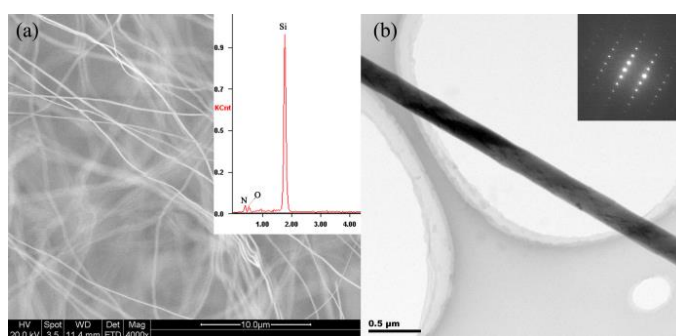 (a)
Si
0.9
0.7
KCnt
0.5
0.2
N O
0.0
1.00 2.00 3.00 4.00
HV Spot WD Det Mag
20.0 kV 3.5 11.4 mm ETD 4000x
10.0µm
(b)
0.5 µm